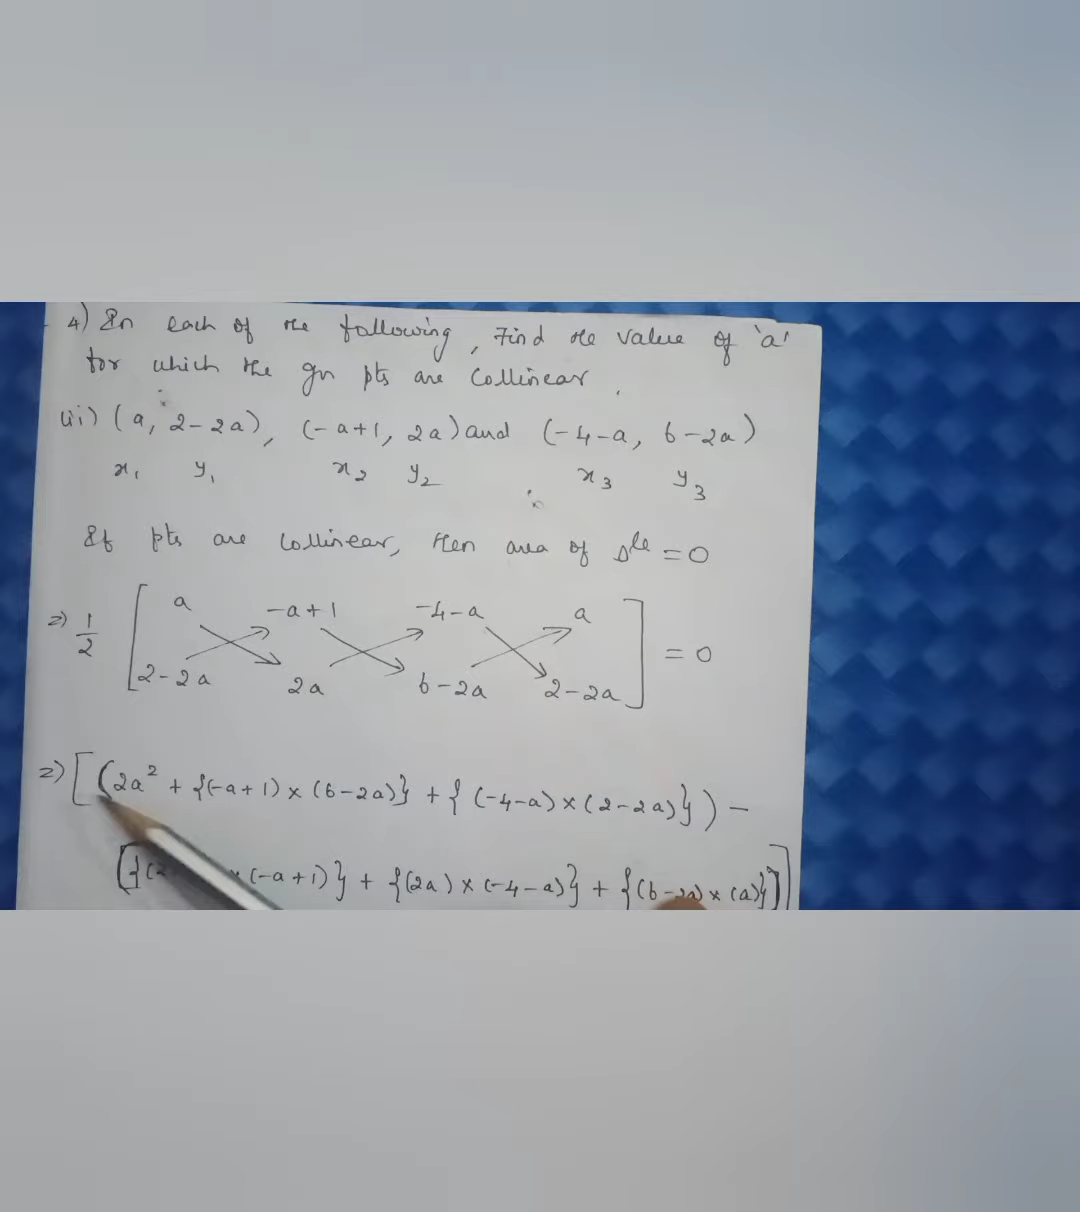 4) In each of the following, Find the value of 'a'
for which the gn pts are Collinear.
(ii) (a, 2-2a), (-a+1, 2a) and (-4-a, 6-2a)
x₁ y₁ x₂ y₂ x₃ y₃
If pts are Collinear, then area of Δle = 0
⇒ 1/2 [ a -a+1 -4-a a
2-2a 2a 6-2a 2-2a ] = 0
⇒ [(2a² + {(-a+1) × (6-2a)} + { (-4-a) × (2-2a)}) -
[{(2 × (-a+1)} + {(2a) × (-4-a)} + {(6-2a) × (a)}]]